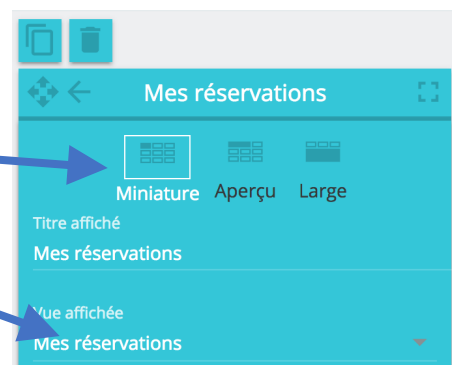 Mes réservations
Miniature Aperçu Large
Titre affiché
Mes réservations
Vue affichée
Mes réservations